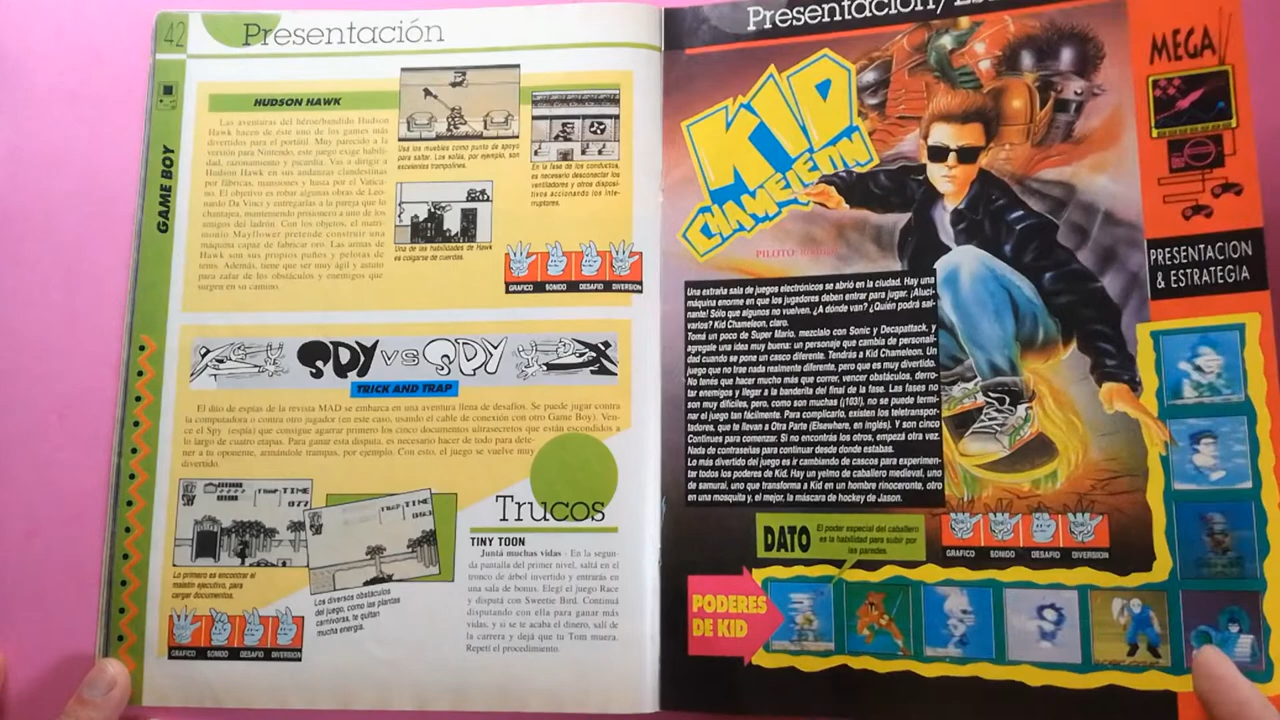 42
Presentación
GAME BOY
HUDSON HAWK
Las aventuras del héroe/bandido Hudson
Hawk hacen de éste uno de los games más
divertidos para el portátil. Muy parecido a la
versión para Nintendo, este juego exige habili-
dad, razonamiento y picardía. Vas a dirigir a
Hudson Hawk en sus andanzas clandestinas
por fábricas, mansiones y hasta por el Vatica-
no. El objetivo es robar algunas obras de Leo-
nardo Da Vinci y entregarlas a la pareja que lo
chantajea, manteniendo prisionero a uno de los
amigos del ladrón. Con los objetos, el matri-
monio Mayflower pretende construir una
máquina capaz de fabricar oro. Las armas de
Hawk son sus propios puños y pelotas de
tenis. Además, tiene que ser muy ágil y astuto
para zafar de los obstáculos y enemigos que
surgen en su camino.
Usá los muebles como punto de apoyo
para saltar. Los sofás, por ejemplo, son
excelentes trampolines.
En la fase de los conductos,
es necesario desconectar los
ventiladores y otros disposi-
tivos accionando los inte-
rruptores.
Una de las habilidades de Hawk
es colgarse de cuerdas.
GRAFICO SONIDO DESAFIO DIVERSION
SPY VS SPY
TRICK AND TRAP
El dúo de espías de la revista MAD se embarca en una aventura llena de desafíos. Se puede jugar contra
la computadora o contra otro jugador (en este caso, usando el cable de conexión con otro Game Boy). Ven-
ce el Spy (espía) que consigue agarrar primero los cinco documentos ultrasecretos que están escondidos a
lo largo de cuatro etapas. Para ganar esta disputa, es necesario hacer de todo para dete-
ner a tu oponente, armándole trampas, por ejemplo. Con esto, el juego se vuelve muy
divertido.
TRAP TIME
077
TRAP TIME
Lo primero es encontrar el
maletín ejecutivo, para
cargar documentos.
Los diversos obstáculos
del juego, como las plantas
carnívoras, te quitan
mucha energía.
GRAFICO SONIDO DESAFIO DIVERSION
Trucos
TINY TOON
Juntá muchas vidas - En la segun-
da pantalla del primer nivel, saltá en el
tronco de árbol invertido y entrarás en
una sala de bonus. Elegí el juego Race
y disputá con Sweetie Bird. Continuá
disputando con ella para ganar más
vidas, y si se te acaba el dinero, salí de
la carrera y dejá que tu Tom muera.
Repetí el procedimiento.
KID
CHAMELEON
PILOTO:
Una extraña sala de juegos electrónicos se abrió en la ciudad. Hay una
máquina enorme en que los jugadores deben entrar para jugar. ¡Aluci-
nante! Sólo que algunos no vuelven. ¿A dónde van? ¿Quién podrá sal-
varlos? Kid Chameleon, claro.
Tomá un poco de Super Mario, mezclalo con Sonic y Decapattack, y
agregale una idea muy buena: un personaje que cambia de personali-
dad cuando se pone un casco diferente. Tendrás a Kid Chameleon. Un
juego que no trae nada realmente diferente, pero que es muy divertido.
No tenés que hacer mucho más que correr, vencer obstáculos, derro-
tar enemigos y llegar a la banderita del final de la fase. Las fases no
son muy difíciles, pero, como son muchas (¡103!), no se puede termi-
nar el juego tan fácilmente. Para complicarlo, existen los teletranspor-
tadores, que te llevan a Otra Parte (Elsewhere, en inglés). Y son cinco
Continues para comenzar. Si no encontrás los otros, empezá otra vez.
Nada de contraseñas para continuar desde donde estabas.
Lo más divertido del juego es ir cambiando de cascos para experimen-
tar todos los poderes de Kid. Hay un yelmo de caballero medieval, uno
de samurai, uno que transforma a Kid en un hombre rinoceronte, otro
en una mosquita y, el mejor, la máscara de hockey de Jason.
DATO
El poder especial del caballero
es la habilidad para subir por
las paredes.
GRAFICO SONIDO DESAFIO DIVERSION
PODERES
DE KID
MEGA
PRESENTACION
& ESTRATEGIA